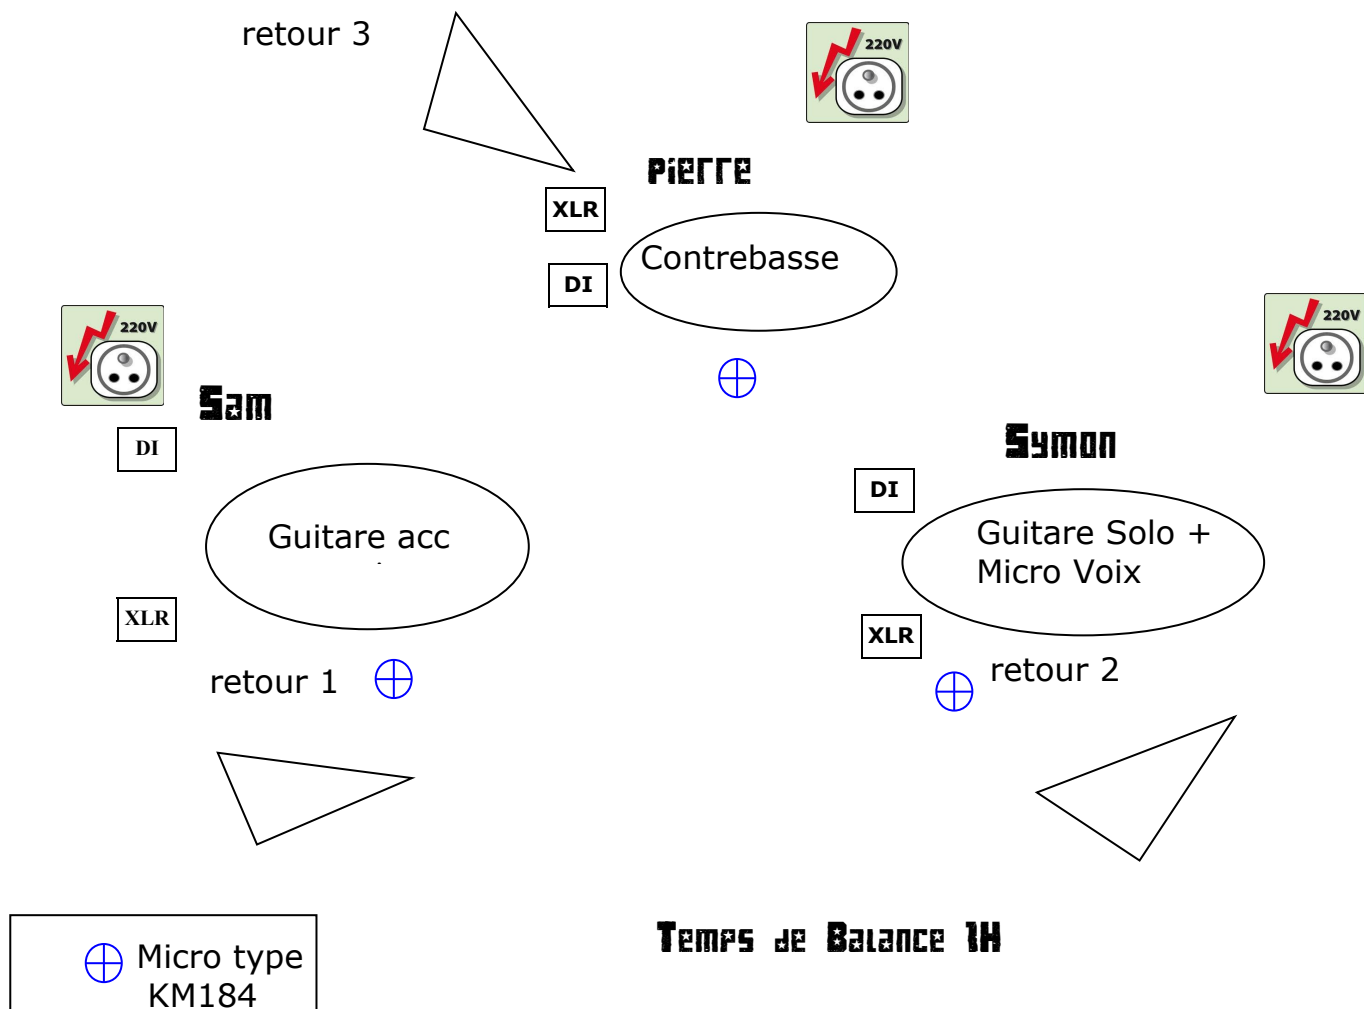 retour 3
220V
Pierre
XLR
Contrebasse
DI
220V
220V
Sam
Symon
DI
DI
Guitare acc
Guitare Solo +
Micro Voix
XLR
XLR
retour 1
retour 2
Temps de Balance 1H
Micro type
KM184